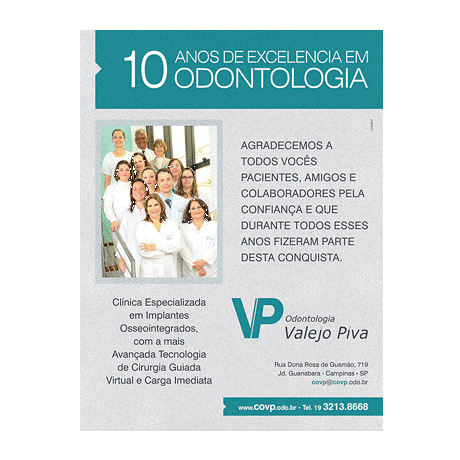 10 ANOS DE EXCELENCIA EM
ODONTOLOGIA
AGRADECEMOS A
TODOS VOCÊS
PACIENTES, AMIGOS E
COLABORADORES PELA
CONFIANÇA E QUE
DURANTE TODOS ESSES
ANOS FIZERAM PARTE
DESTA CONQUISTA.
Clínica Especializada
em Implantes
Osseointegrados,
com a mais
Avançada Tecnologia
de Cirurgia Guiada
Virtual e Carga Imediata
VP Odontologia
Valejo Piva
Rua Dona Rosa de Gusmão, 719
Jd. Guanabara - Campinas - SP
covp@covp.odo.br
www.covp.odo.br • Tel. 19 3213.8668